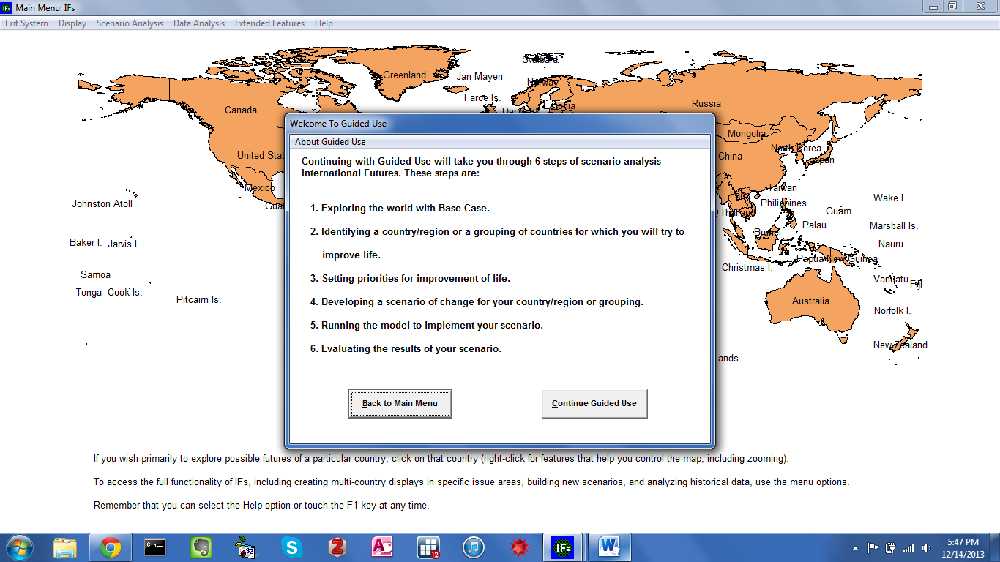 Main Menu: IFs
Exit System Display Scenario Analysis Data Analysis Extended Features Help
Svalbard
Greenland
Jan Mayen
Norway
Faroe Is.
Estonia
Russia
Canada
Welcome To Guided Use
Mongolia
About Guided Use
North Korea
United Stat
China
Japan
Continuing with Guided Use will take you through 6 steps of scenario analysis
International Futures. These steps are:
Mexico
Taiwan
Laos
Wake I.
Johnston Atoll
Gua
Philippines
1. Exploring the world with Base Case.
Thailand
Guam
Palau
Marshall Is.
2. Identifying a country/region or a grouping of countries for which you will try to
Brunei
Baker I.
Jarvis I.
Nauru
improve life.
Papua New Guinea
Christmas I.
Samoa
3. Setting priorities for improvement of life.
Vanuatu
Fiji
Tonga
Cook Is.
Pitcairn Is.
4. Developing a scenario of change for your country/region or grouping.
Australia
Norfolk I.
5. Running the model to implement your scenario.
New Zealand
6. Evaluating the results of your scenario.
Lands
Back to Main Menu
Continue Guided Use
If you wish primarily to explore possible futures of a particular country, click on that country (right-click for features that help you control the map, including zooming).
To access the full functionality of IFs, including creating multi-country displays in specific issue areas, building new scenarios, and analyzing historical data, use the menu options.
Remember that you can select the Help option or touch the F1 key at any time.
5:47 PM
12/14/2013